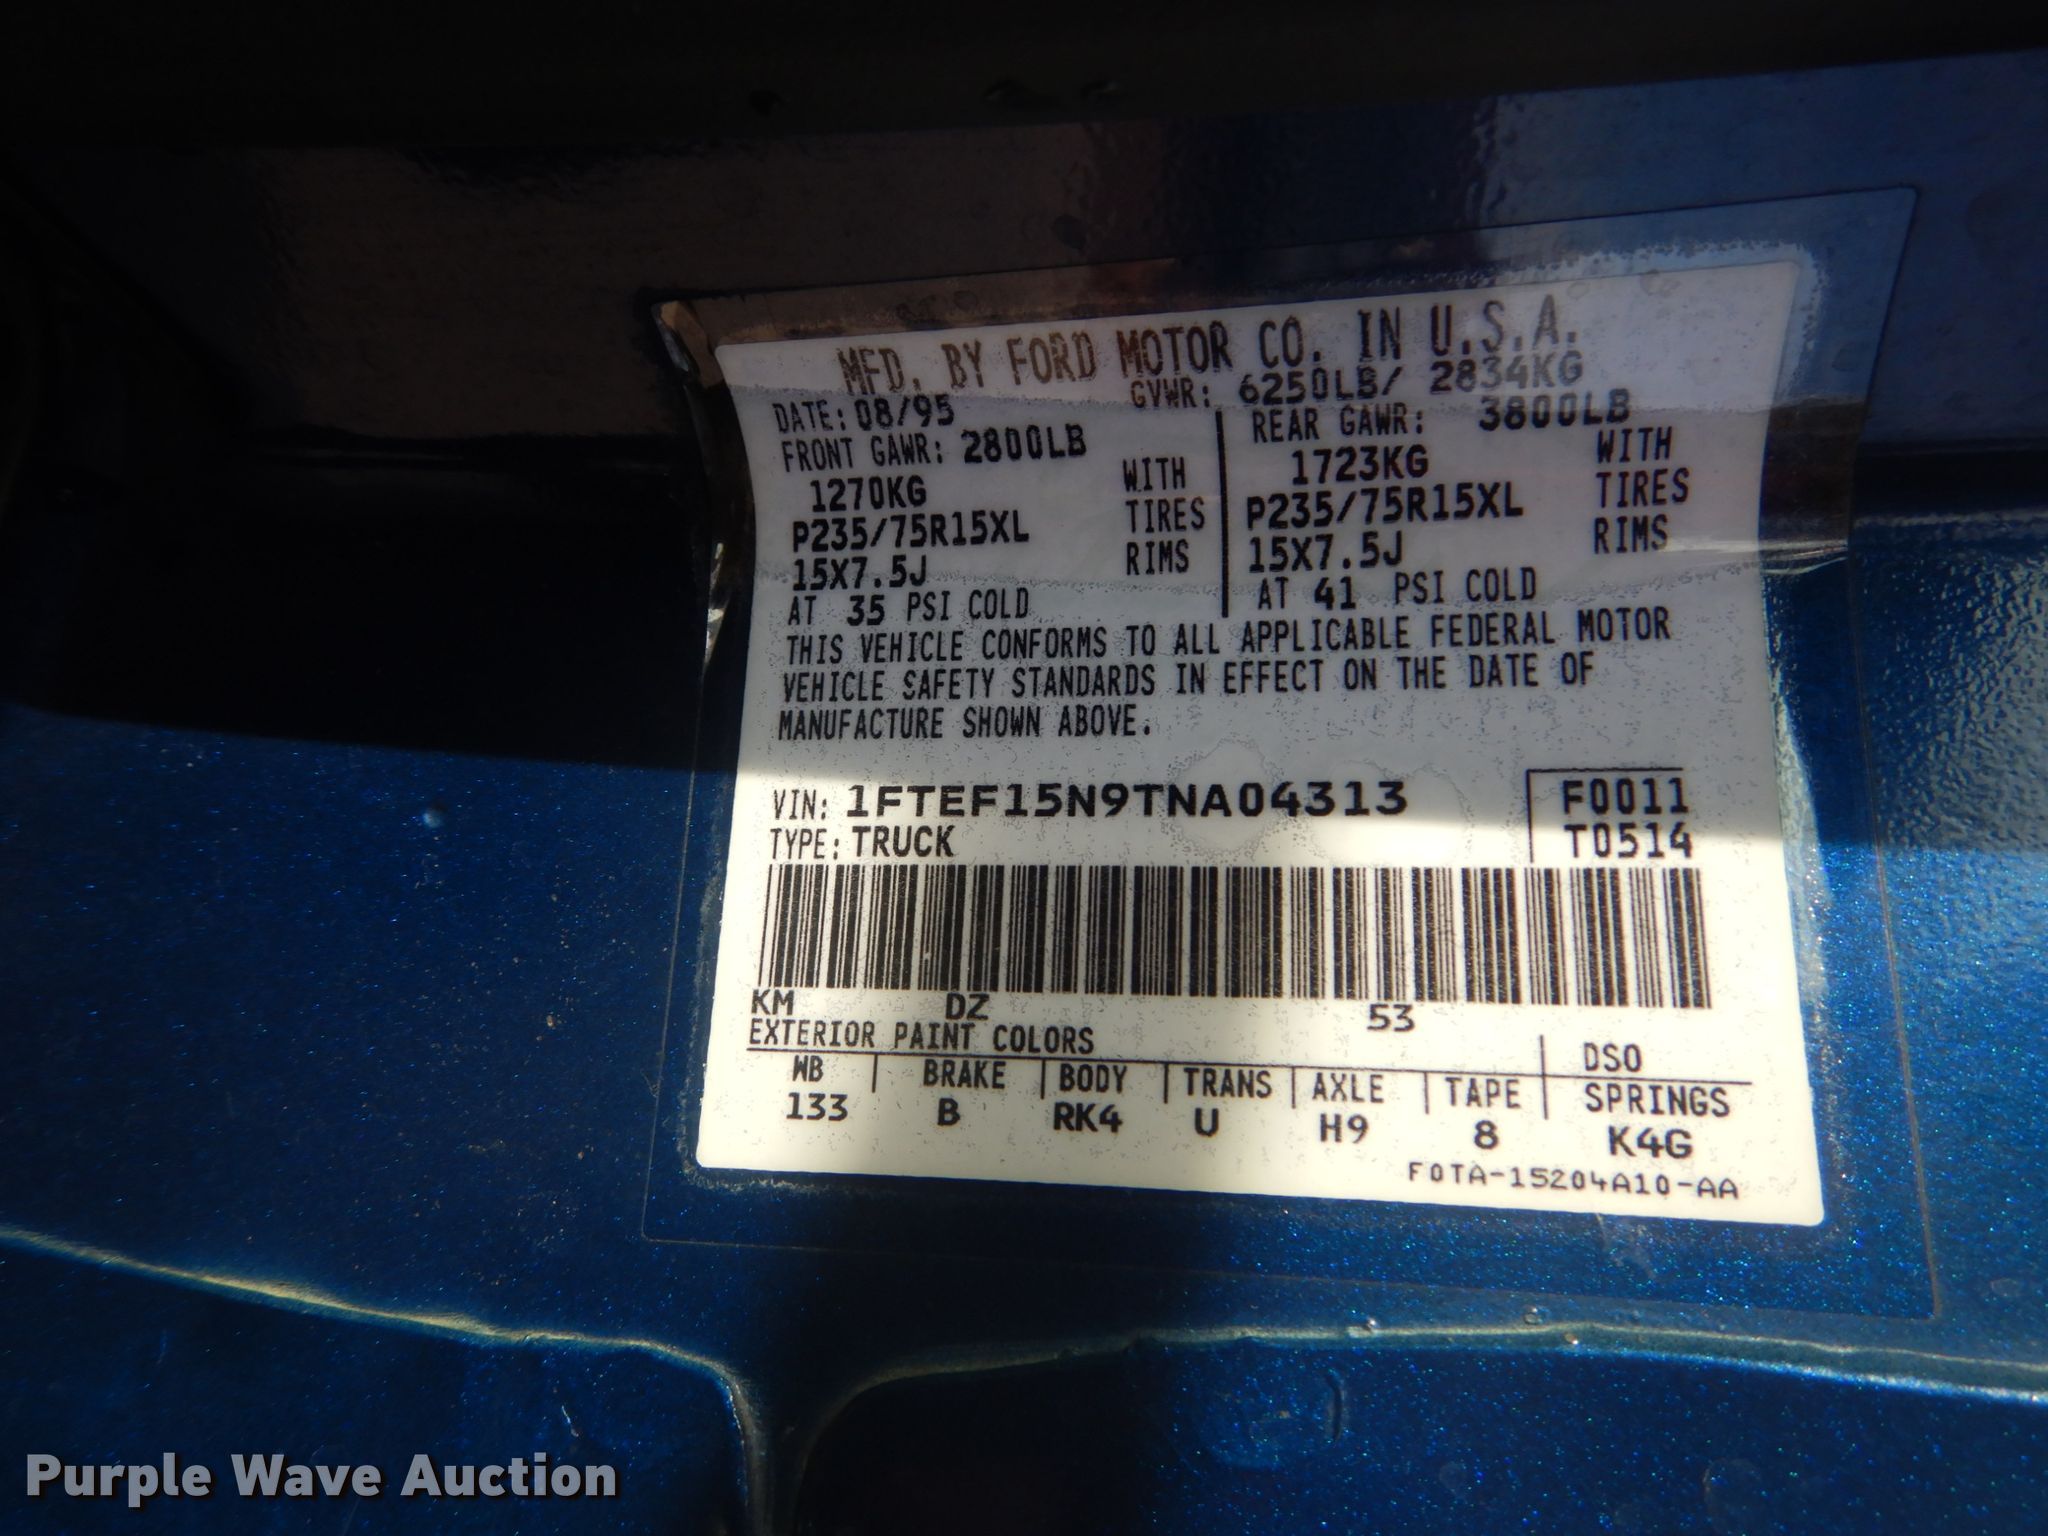 MFD. BY FORD MOTOR CO. IN U.S.A.
DATE: 08/95 GVWR: 6250LB/ 2834KG
FRONT GAWR: 2800LB REAR GAWR: 3800LB
1270KG WITH 1723KG WITH
P235/75R15XL TIRES P235/75R15XL TIRES
15X7.5J RIMS 15X7.5J RIMS
AT 35 PSI COLD AT 41 PSI COLD
THIS VEHICLE CONFORMS TO ALL APPLICABLE FEDERAL MOTOR
VEHICLE SAFETY STANDARDS IN EFFECT ON THE DATE OF
MANUFACTURE SHOWN ABOVE.
VIN: 1FTEF15N9TNA04313 F0011
TYPE: TRUCK T0514
KM DZ 53
EXTERIOR PAINT COLORS DSO
WB BRAKE BODY TRANS AXLE TAPE SPRINGS
133 B RK4 U H9 8 K4G
F0TA-15204A10-AA
Purple Wave Auction